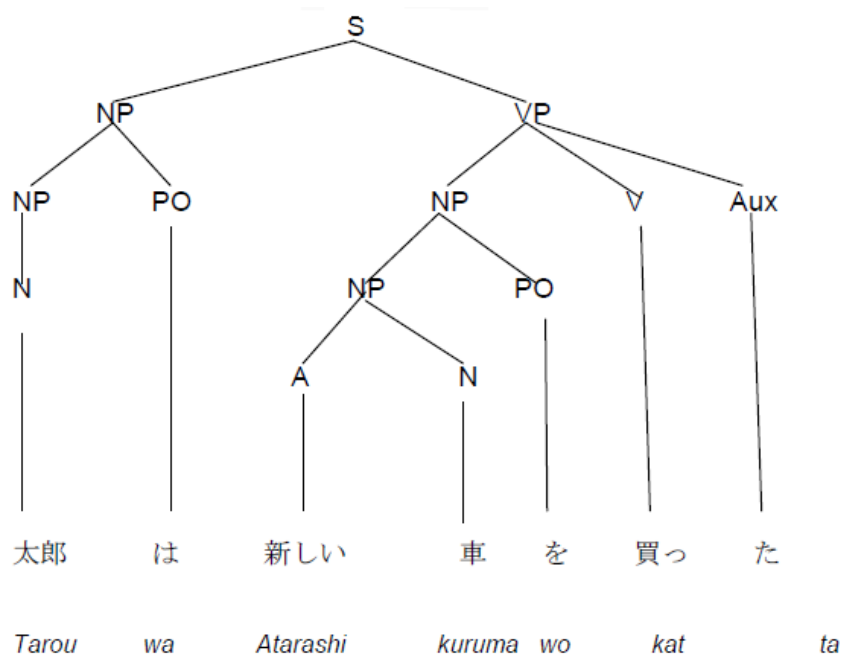 S
NP VP
NP PO NP V Aux
N NP PO
A N
太郎 は 新しい 車 を 買っ た
Tarou wa Atarashi kuruma wo kat ta